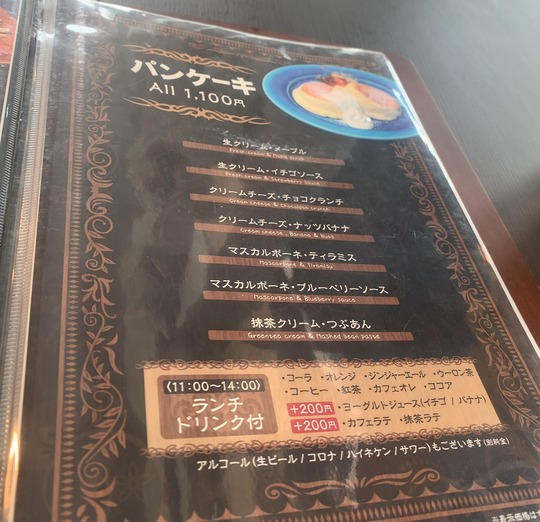 パンケーキ
All 1,100円
生クリーム・メープル
Fresh cream & Maple Syrup
生クリーム・イチゴソース
Fresh cream & Strawberry Sauce
クリームチーズ・チョコクランチ
Cream cheese & Chocolate crunch
クリームチーズ・ナッツバナナ
Cream cheese, Banana & Nuts
マスカルポーネ・ティラミス
Mascarpone & Tiramisu
マスカルポーネ・ブルーベリーソース
Mascarpone & Blueberry sauce
抹茶クリーム・つぶあん
Greentea cream & Mashed bean paste
〈11:00〜14:00〉
ランチ
ドリンク付
・コーラ ・オレンジ ・ジンジャーエール ・ウーロン茶
・コーヒー ・紅茶 ・カフェオレ ・ココア
+200円 ・ヨーグルトジュース(イチゴ / バナナ)
+200円 ・カフェラテ ・抹茶ラテ
アルコール(生ビール / コロナ / ハイネケン / サワー)もございます(別料金)
※表示価格は